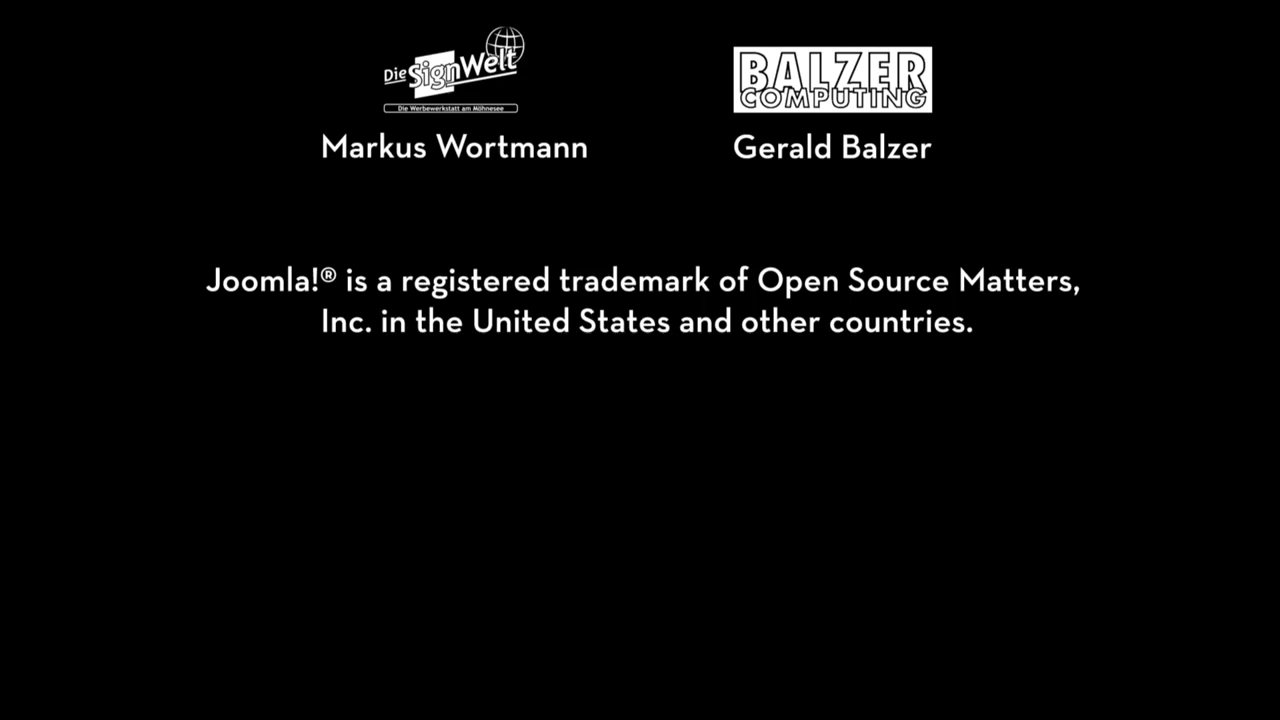 Die SignWelt
Die Werbewerkstatt am Möhnesee
BALZER
COMPUTING
Markus Wortmann
Gerald Balzer
Joomla!® is a registered trademark of Open Source Matters,
Inc. in the United States and other countries.